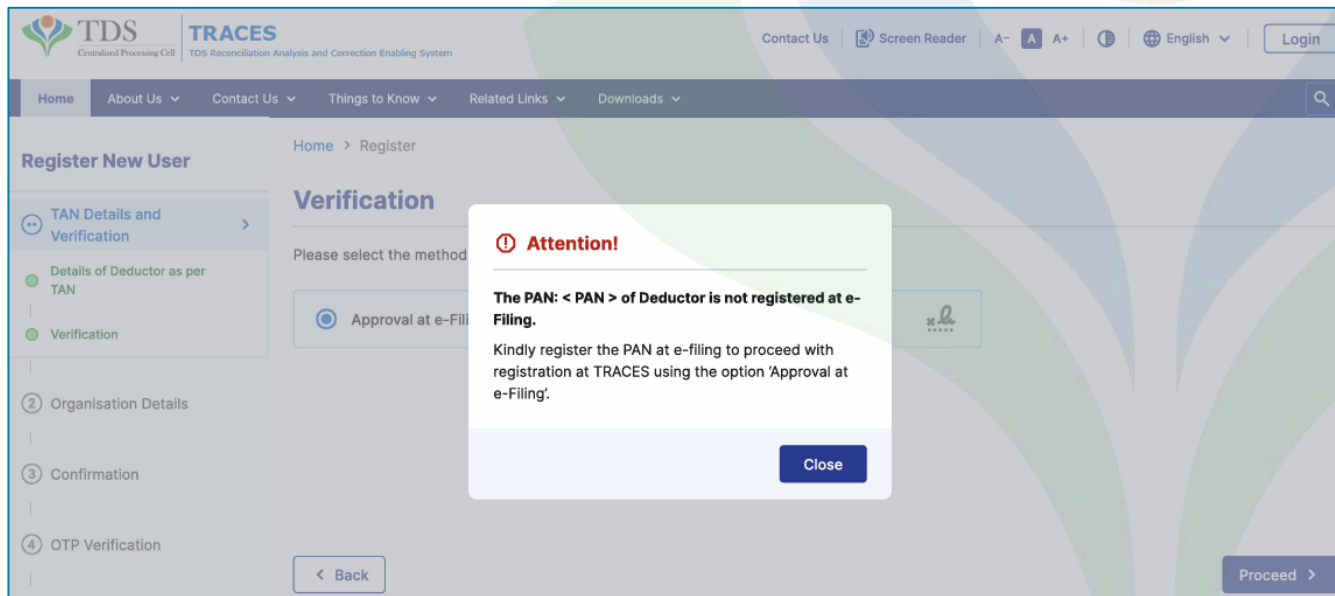 TDS
Centralized Processing Cell
TRACES
TDS Reconciliation Analysis and Correction Enabling System
Contact Us
Screen Reader
A- A A+
English
Login
Home About Us Contact Us Things to Know Related Links Downloads
Register New User
TAN Details and
Verification
Details of Deductor as per
TAN
Verification
2 Organisation Details
3 Confirmation
4 OTP Verification
Home > Register
Verification
Please select the method
Approval at e-Fili
Attention!
The PAN: < PAN > of Deductor is not registered at e-
Filing.
Kindly register the PAN at e-filing to proceed with
registration at TRACES using the option ‘Approval at
e-Filing’.
Close
< Back
Proceed >